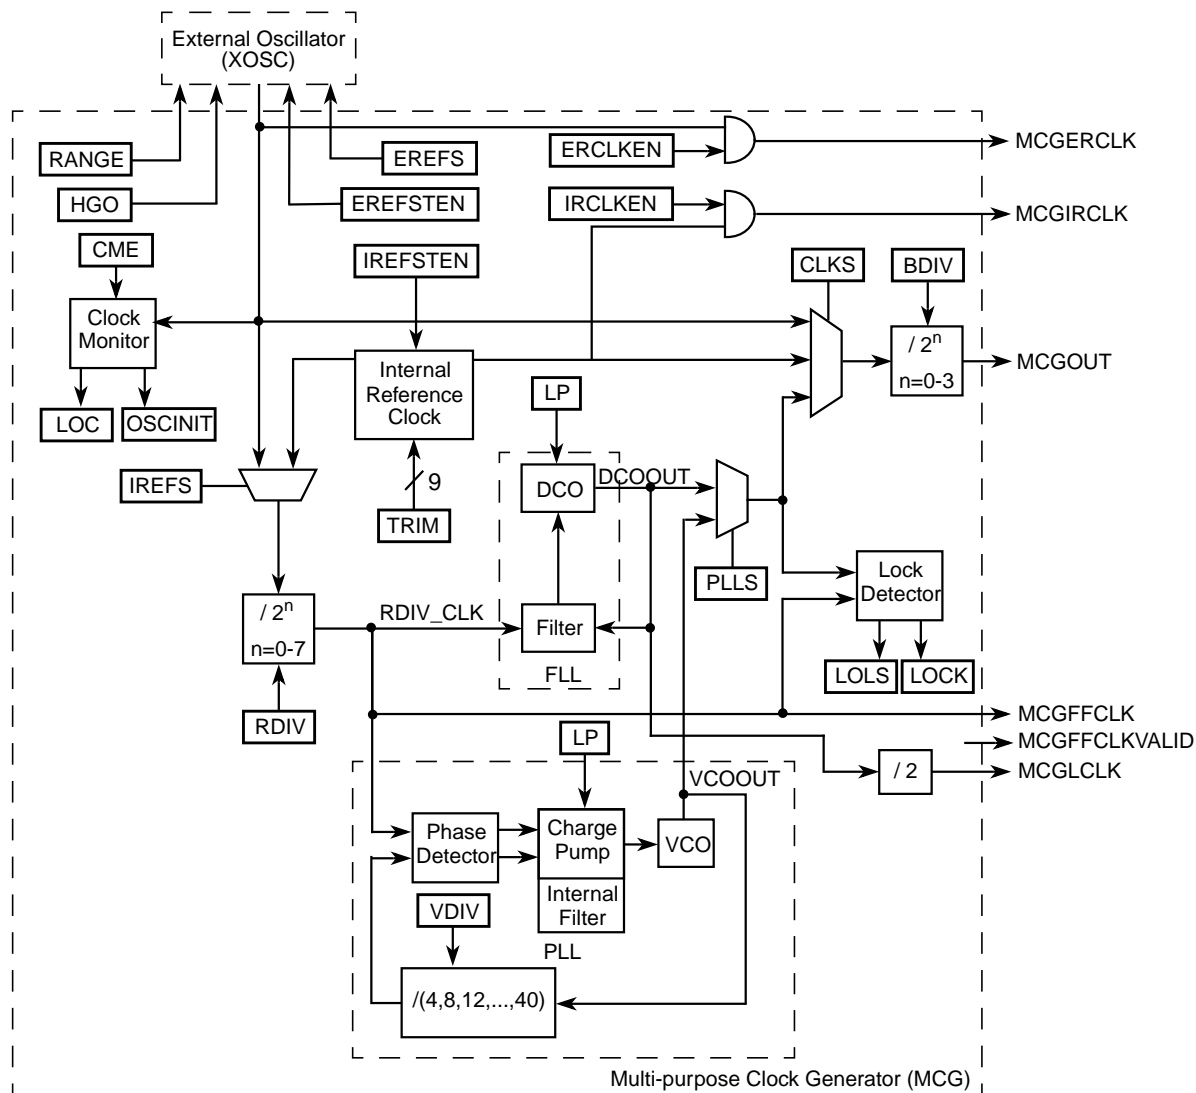 External Oscillator
(XOSC)
RANGE
EREFS
ERCLKEN
MCGERCLK
HGO
EREFSTEN
IRCLKEN
MCGIRCLK
CME
IREFSTEN
CLKS
BDIV
Clock
Monitor
/ 2ⁿ
n=0-3
MCGOUT
Internal
Reference
Clock
LP
LOC
OSCINIT
IREFS
9
TRIM
DCO
DCOOUT
PLLS
Lock
Detector
/ 2ⁿ
n=0-7
RDIV_CLK
Filter
FLL
LOLS
LOCK
RDIV
MCGFFCLK
MCGFFCLKVALID
LP
/ 2
MCGLCLK
VCOOUT
Phase
Detector
Charge
Pump
VCO
Internal
Filter
VDIV
PLL
/(4,8,12,...,40)
Multi-purpose Clock Generator (MCG)